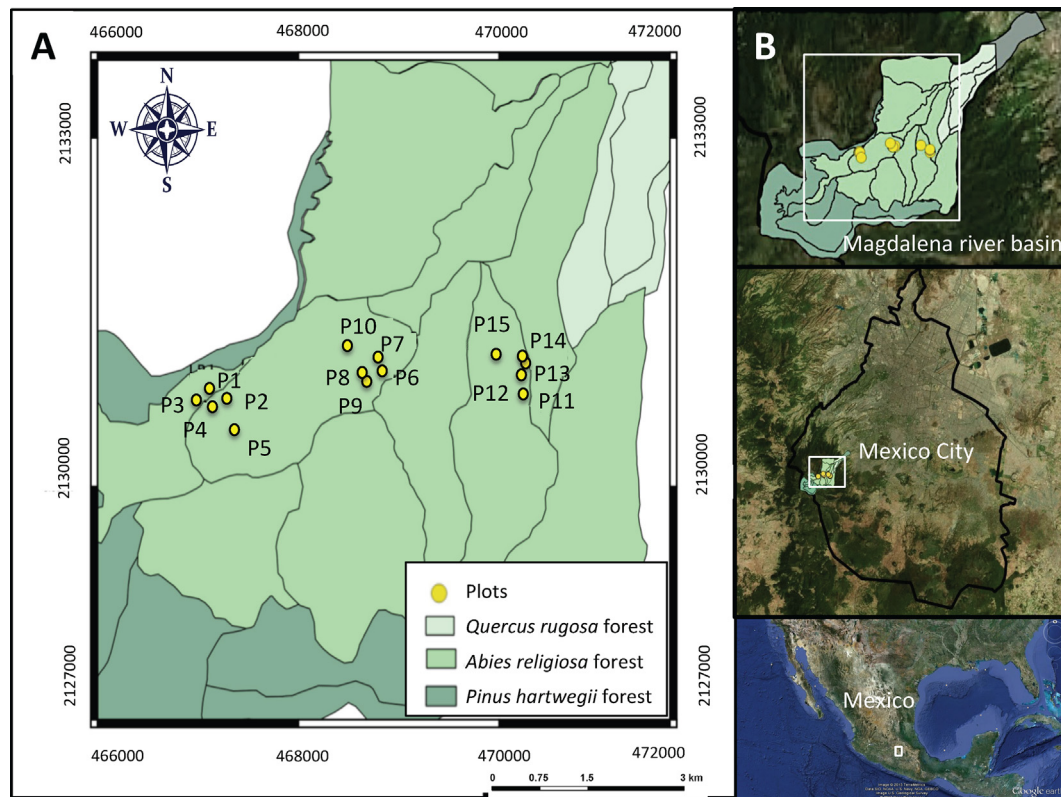 A
466000
468000
470000
472000
N
W
E
S
2133000
2133000
P10
P7
P15
P14
P1
P8
P6
P13
P3
P2
P12
P11
P4
P9
P5
2130000
2130000
Plots
Quercus rugosa forest
Abies religiosa forest
Pinus hartwegii forest
2127000
2127000
466000
468000
470000
472000
0 0.75 1.5 3 km
B
Magdalena river basin
Mexico City
Mexico
Google earth